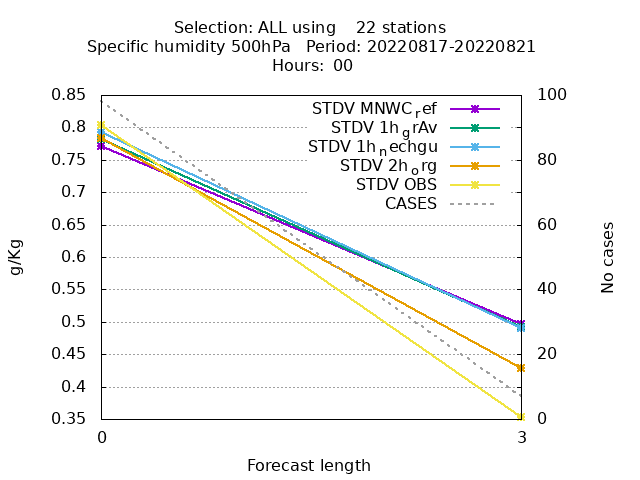 Selection: ALL using    22 stations
Specific humidity 500hPa   Period: 20220817-20220821
Hours:  00
0.85
0.8
0.75
0.7
0.65
0.6
0.55
0.5
0.45
0.4
0.35
100
80
60
40
20
0
STDV MNWC_ref
STDV 1h_grAv
STDV 1h_nechgu
STDV 2h_org
STDV OBS
CASES
g/Kg
No cases
0
3
Forecast length